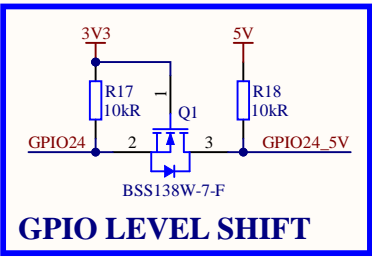 3V3
5V
R17
10kR
1
Q1
R18
10kR
GPIO24
2
3
GPIO24_5V
BSS138W-7-F
GPIO LEVEL SHIFT